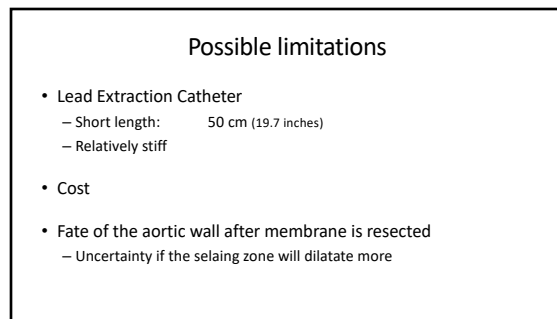 Possible limitations
• Lead Extraction Catheter
– Short length: 50 cm (19.7 inches)
– Relatively stiff
• Cost
• Fate of the aortic wall after membrane is resected
– Uncertainty if the selaing zone will dilatate more